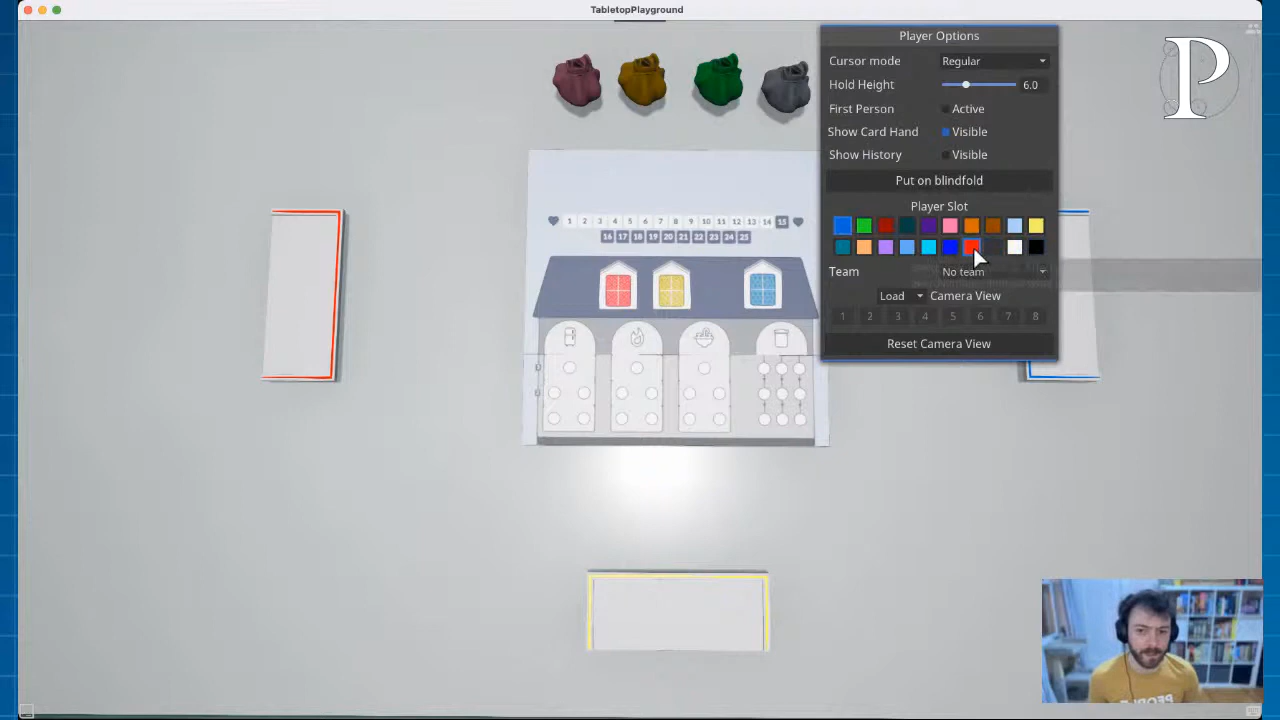 TabletopPlayground
Player Options
Cursor mode Regular
Hold Height 6.0
First Person Active
Show Card Hand Visible
Show History Visible
Put on blindfold
Player Slot
Team No team
Load Camera View
1 2 3 4 5 6 7 8
Reset Camera View
P
1 2 3 4 5 6 7 8 9 10 11 12 13 14 15
16 17 18 19 20 21 22 23 24 25